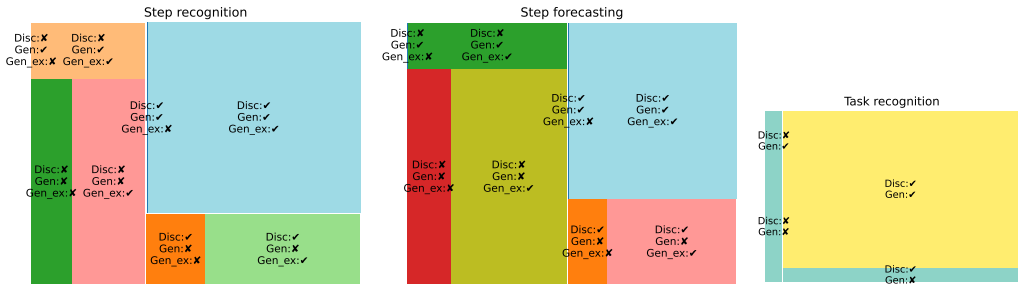 Step recognition
Disc:✘
Gen:✔
Gen_ex:✘
Disc:✘
Gen:✔
Gen_ex:✔
Disc:✔
Gen:✔
Gen_ex:✘
Disc:✔
Gen:✔
Gen_ex:✔
Disc:✘
Gen:✘
Gen_ex:✘
Disc:✘
Gen:✘
Gen_ex:✔
Disc:✔
Gen:✘
Gen_ex:✘
Disc:✔
Gen:✘
Gen_ex:✔
Step forecasting
Disc:✘
Gen:✔
Gen_ex:✘
Disc:✘
Gen:✔
Gen_ex:✔
Disc:✔
Gen:✔
Gen_ex:✘
Disc:✔
Gen:✔
Gen_ex:✔
Disc:✘
Gen:✘
Gen_ex:✘
Disc:✘
Gen:✘
Gen_ex:✔
Disc:✔
Gen:✘
Gen_ex:✘
Disc:✔
Gen:✘
Gen_ex:✔
Task recognition
Disc:✘
Gen:✔
Disc:✔
Gen:✔
Disc:✘
Gen:✘
Disc:✔
Gen:✘